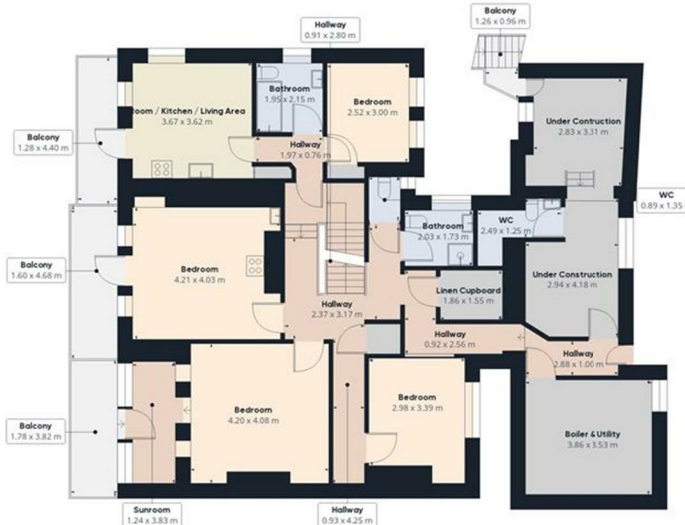 Hallway
0.91 x 2.80 m
Balcony
1.26 x 0.96 m
Bathroom
1.95 x 2.15 m
Bedroom
2.52 x 3.00 m
oom / Kitchen / Living Area
3.67 x 3.62 m
Under Contruction
2.83 x 3.31 m
Balcony
1.28 x 4.40 m
Hallway
1.97 x 0.76 m
WC
0.89 x 1.35
Bathroom
2.03 x 1.73 m
WC
2.49 x 1.25 m
Balcony
1.60 x 4.68 m
Bedroom
4.21 x 4.03 m
Under Construction
2.94 x 4.18 m
Linen Cupboard
1.86 x 1.55 m
Hallway
2.37 x 3.17 m
Hallway
0.92 x 2.56 m
Hallway
2.88 x 1.00 m
Bedroom
2.98 x 3.39 m
Bedroom
4.20 x 4.08 m
Balcony
1.78 x 3.82 m
Boiler & Utility
3.86 x 3.53 m
Sunroom
1.24 x 3.83 m
Hallway
0.93 x 4.25 m